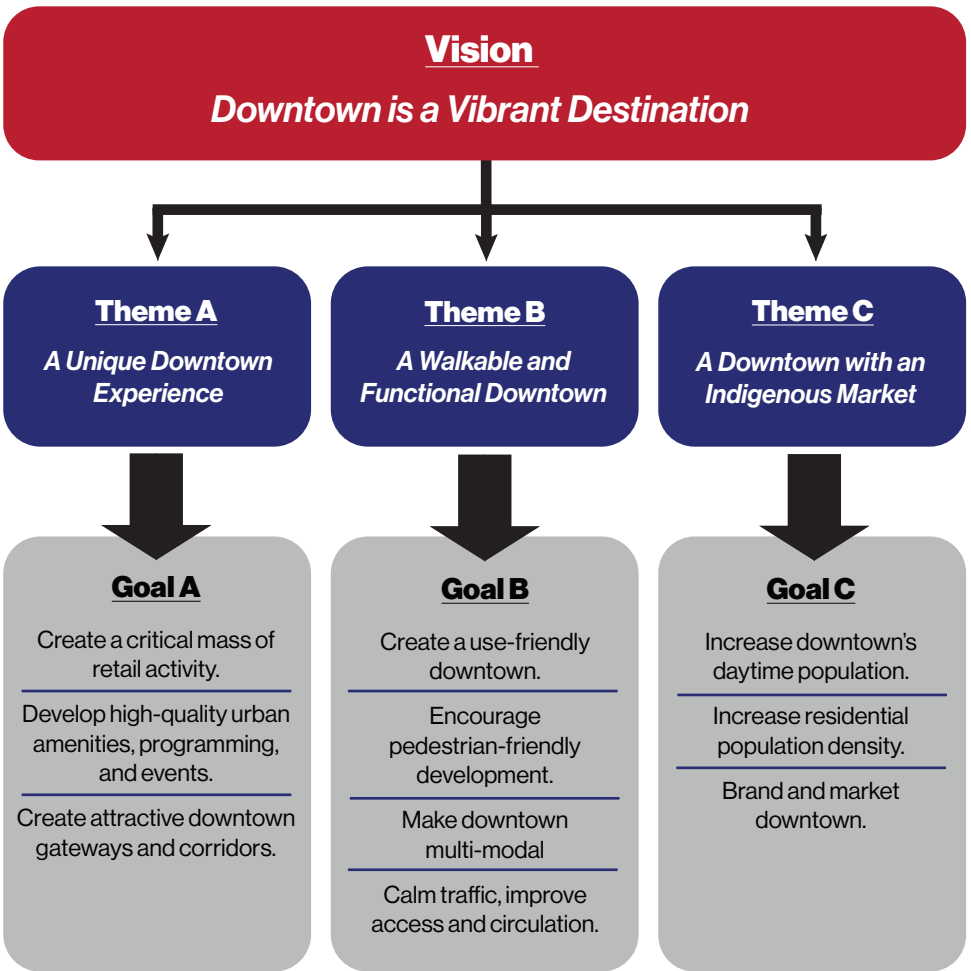 Vision
Downtown is a Vibrant Destination
Theme A
A Unique Downtown
Experience
Theme B
A Walkable and
Functional Downtown
Theme C
A Downtown with an
Indigenous Market
Goal A
Create a critical mass of
retail activity.
Develop high-quality urban
amenities, programming,
and events.
Create attractive downtown
gateways and corridors.
Goal B
Create a use-friendly
downtown.
Encourage
pedestrian-friendly
development.
Make downtown
multi-modal
Calm traffic, improve
access and circulation.
Goal C
Increase downtown’s
daytime population.
Increase residential
population density.
Brand and market
downtown.